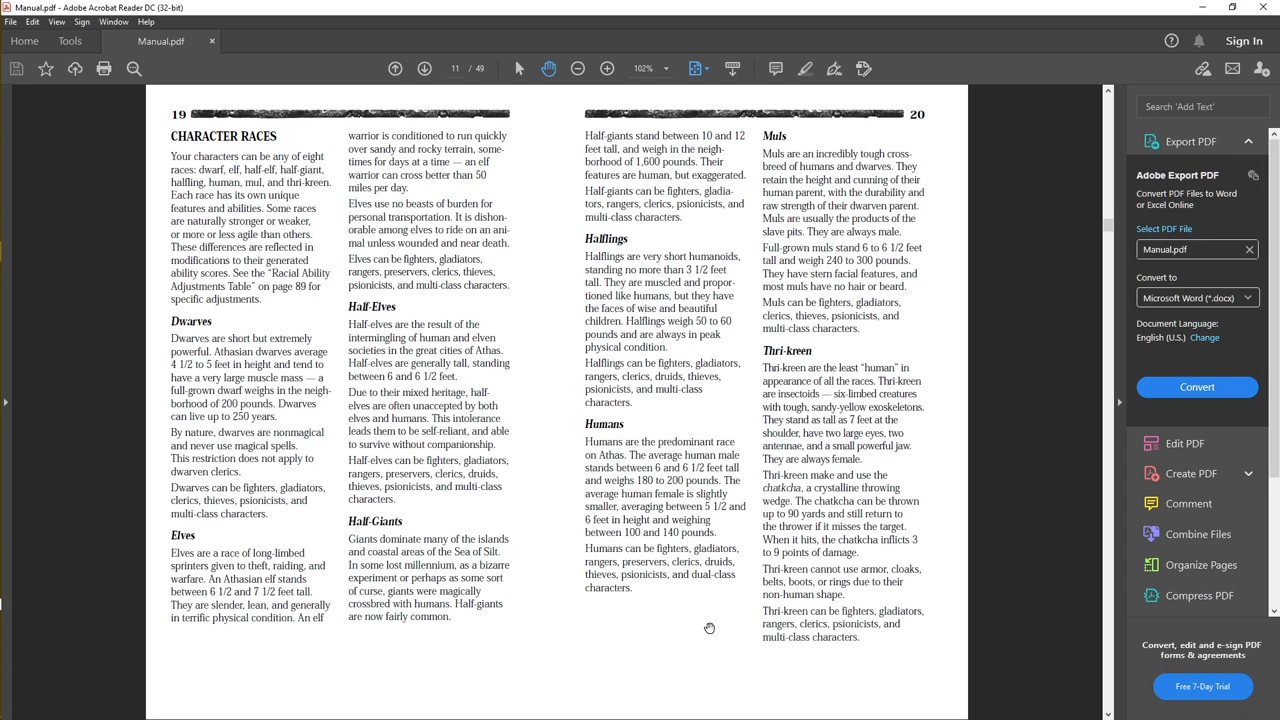 Manual.pdf - Adobe Acrobat Reader DC (32-bit)
File Edit View Sign Window Help
Home Tools Manual.pdf × Sign In
11 / 49 102%
19
CHARACTER RACES
Your characters can be any of eight
races: dwarf, elf, half-elf, half-giant,
halfling, human, mul, and thri-kreen.
Each race has its own unique
features and abilities. Some races
are naturally stronger or weaker,
or more or less agile than others.
These differences are reflected in
modifications to their generated
ability scores. See the “Racial Ability
Adjustments Table” on page 89 for
specific adjustments.
Dwarves
Dwarves are short but extremely
powerful. Athasian dwarves average
4 1/2 to 5 feet in height and tend to
have a very large muscle mass — a
full-grown dwarf weighs in the neigh-
borhood of 200 pounds. Dwarves
can live up to 250 years.
By nature, dwarves are nonmagical
and never use magical spells.
This restriction does not apply to
dwarven clerics.
Dwarves can be fighters, gladiators,
clerics, thieves, psionicists, and
multi-class characters.
Elves
Elves are a race of long-limbed
sprinters given to theft, raiding, and
warfare. An Athasian elf stands
between 6 1/2 and 7 1/2 feet tall.
They are slender, lean, and generally
in terrific physical condition. An elf
warrior is conditioned to run quickly
over sandy and rocky terrain, some-
times for days at a time — an elf
warrior can cross better than 50
miles per day.
Elves use no beasts of burden for
personal transportation. It is dishon-
orable among elves to ride on an ani-
mal unless wounded and near death.
Elves can be fighters, gladiators,
rangers, preservers, clerics, thieves,
psionicists, and multi-class characters.
Half-Elves
Half-elves are the result of the
intermingling of human and elven
societies in the great cities of Athas.
Half-elves are generally tall, standing
between 6 and 6 1/2 feet.
Due to their mixed heritage, half-
elves are often unaccepted by both
elves and humans. This intolerance
leads them to be self-reliant, and able
to survive without companionship.
Half-elves can be fighters, gladiators,
rangers, preservers, clerics, druids,
thieves, psionicists, and multi-class
characters.
Half-Giants
Giants dominate many of the islands
and coastal areas of the Sea of Silt.
In some lost millennium, as a bizarre
experiment or perhaps as some sort
of curse, giants were magically
crossbred with humans. Half-giants
are now fairly common.
20
Half-giants stand between 10 and 12
feet tall, and weigh in the neigh-
borhood of 1,600 pounds. Their
features are human, but exaggerated.
Half-giants can be fighters, gladia-
tors, rangers, clerics, psionicists, and
multi-class characters.
Halflings
Halflings are very short humanoids,
standing no more than 3 1/2 feet
tall. They are muscled and propor-
tioned like humans, but they have
the faces of wise and beautiful
children. Halflings weigh 50 to 60
pounds and are always in peak
physical condition.
Halflings can be fighters, gladiators,
rangers, clerics, druids, thieves,
psionicists, and multi-class
characters.
Humans
Humans are the predominant race
on Athas. The average human male
stands between 6 and 6 1/2 feet tall
and weighs 180 to 200 pounds. The
average human female is slightly
smaller, averaging between 5 1/2 and
6 feet in height and weighing
between 100 and 140 pounds.
Humans can be fighters, gladiators,
rangers, preservers, clerics, druids,
thieves, psionicists, and dual-class
characters.
Muls
Muls are an incredibly tough cross-
breed of humans and dwarves. They
retain the height and cunning of their
human parent, with the durability and
raw strength of their dwarven parent.
Muls are usually the products of the
slave pits. They are always male.
Full-grown muls stand 6 to 6 1/2 feet
tall and weigh 240 to 300 pounds.
They have stern facial features, and
most muls have no hair or beard.
Muls can be fighters, gladiators,
clerics, thieves, psionicists, and
multi-class characters.
Thri-kreen
Thri-kreen are the least “human” in
appearance of all the races. Thri-kreen
are insectoids — six-limbed creatures
with tough, sandy-yellow exoskeletons.
They stand as tall as 7 feet at the
shoulder, have two large eyes, two
antennae, and a small powerful jaw.
They are always female.
Thri-kreen make and use the
chatkcha, a crystalline throwing
wedge. The chatkcha can be thrown
up to 90 yards and still return to
the thrower if it misses the target.
When it hits, the chatkcha inflicts 3
to 9 points of damage.
Thri-kreen cannot use armor, cloaks,
belts, boots, or rings due to their
non-human shape.
Thri-kreen can be fighters, gladiators,
rangers, clerics, psionicists, and
multi-class characters.
Search 'Add Text'
Export PDF
Adobe Export PDF
Convert PDF Files to Word
or Excel Online
Select PDF File
Manual.pdf
Convert to
Microsoft Word (*.docx)
Document Language:
English (U.S.) Change
Convert
Edit PDF
Create PDF
Comment
Combine Files
Organize Pages
Compress PDF
Convert, edit and e-sign PDF
forms & agreements
Free 7-Day Trial